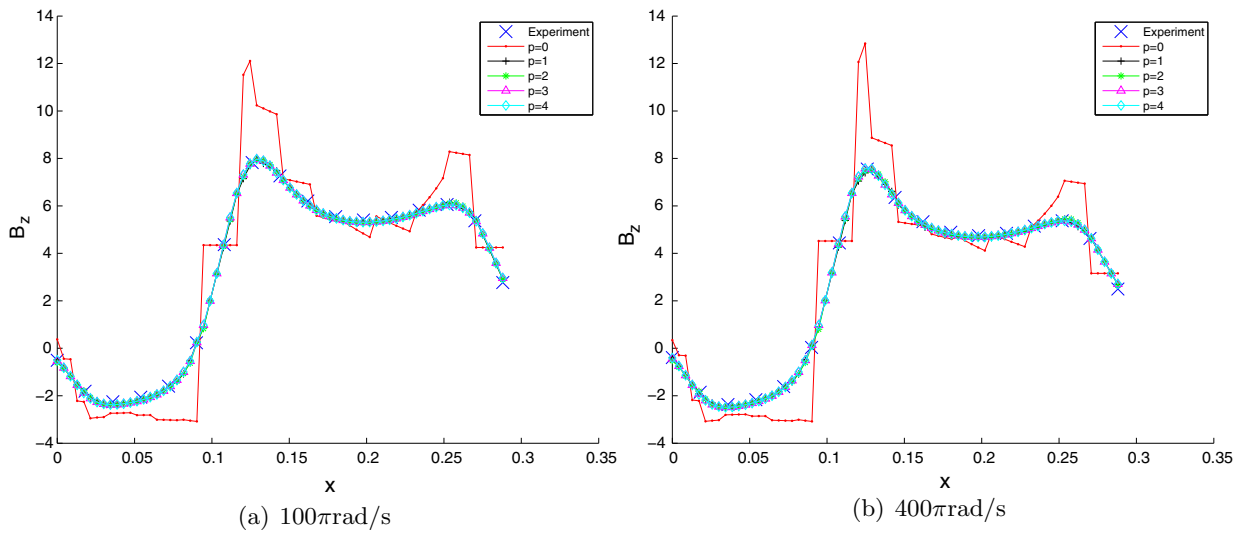 14
12
10
8
6
4
2
0
−2
−4
B_z
0
0.05
0.1
0.15
0.2
0.25
0.3
0.35
x
Experiment
p=0
p=1
p=2
p=3
p=4
(a) 100πrad/s
14
12
10
8
6
4
2
0
−2
−4
B_z
0
0.05
0.1
0.15
0.2
0.25
0.3
0.35
x
Experiment
p=0
p=1
p=2
p=3
p=4
(b) 400πrad/s